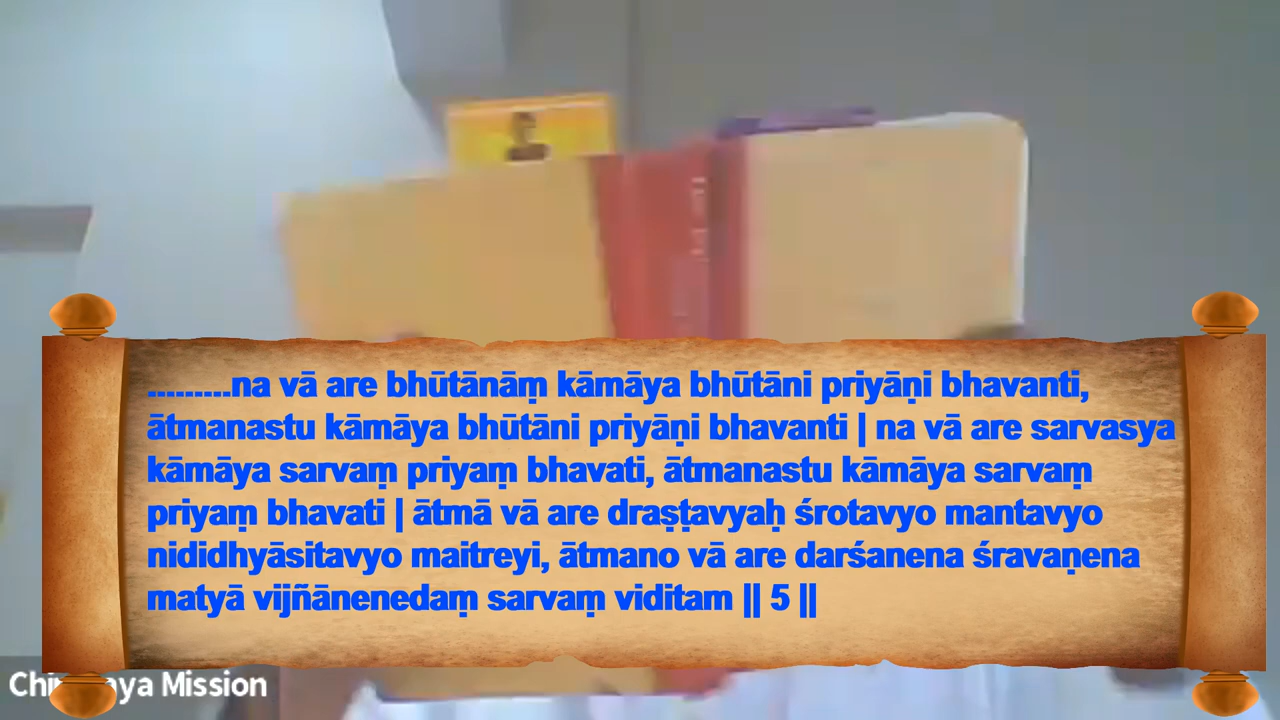 .........na vā are bhūtānāṃ kāmāya bhūtāni priyāṇi bhavanti,
ātmanastu kāmāya bhūtāni priyāṇi bhavanti | na vā are sarvasya
kāmāya sarvaṃ priyaṃ bhavati, ātmanastu kāmāya sarvaṃ
priyaṃ bhavati | ātmā vā are draṣṭavyaḥ śrotavyo mantavyo
nididhyāsitavyo maitreyi, ātmano vā are darśanena śravaṇena
matyā vijñānenedaṃ sarvaṃ viditam || 5 ||
Mission